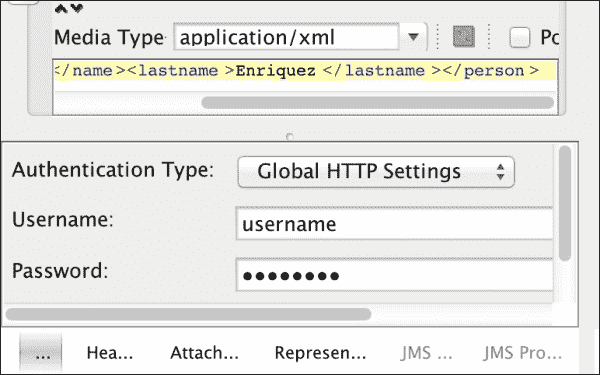 Media Type application/xml Po
</name><lastname>Enriquez</lastname></person>
Authentication Type: Global HTTP Settings
Username: username
Password: ●●●●●●●●
... Hea... Attach... Represen... JMS ... JMS Pro...